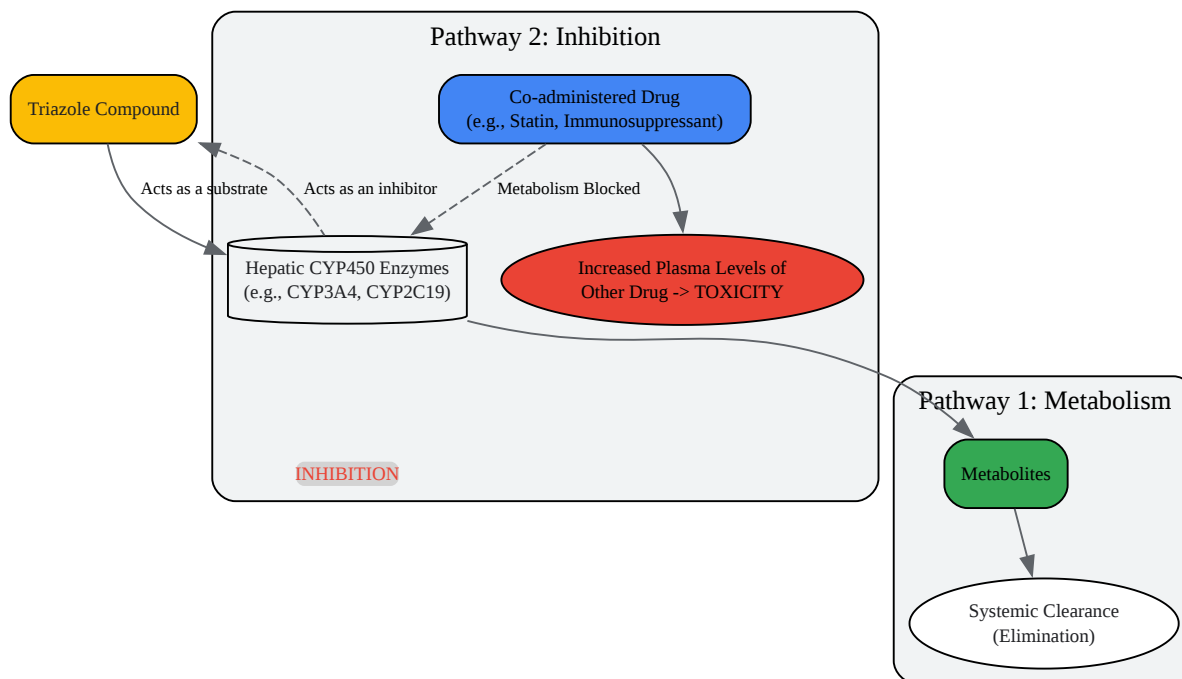 Pathway 2: Inhibition
Triazole Compound
Co-administered Drug
(e.g., Statin, Immunosuppressant)
Acts as a substrate
Acts as an inhibitor
Metabolism Blocked
Hepatic CYP450 Enzymes
(e.g., CYP3A4, CYP2C19)
Increased Plasma Levels of
Other Drug -> TOXICITY
INHIBITION
Pathway 1: Metabolism
Metabolites
Systemic Clearance
(Elimination)